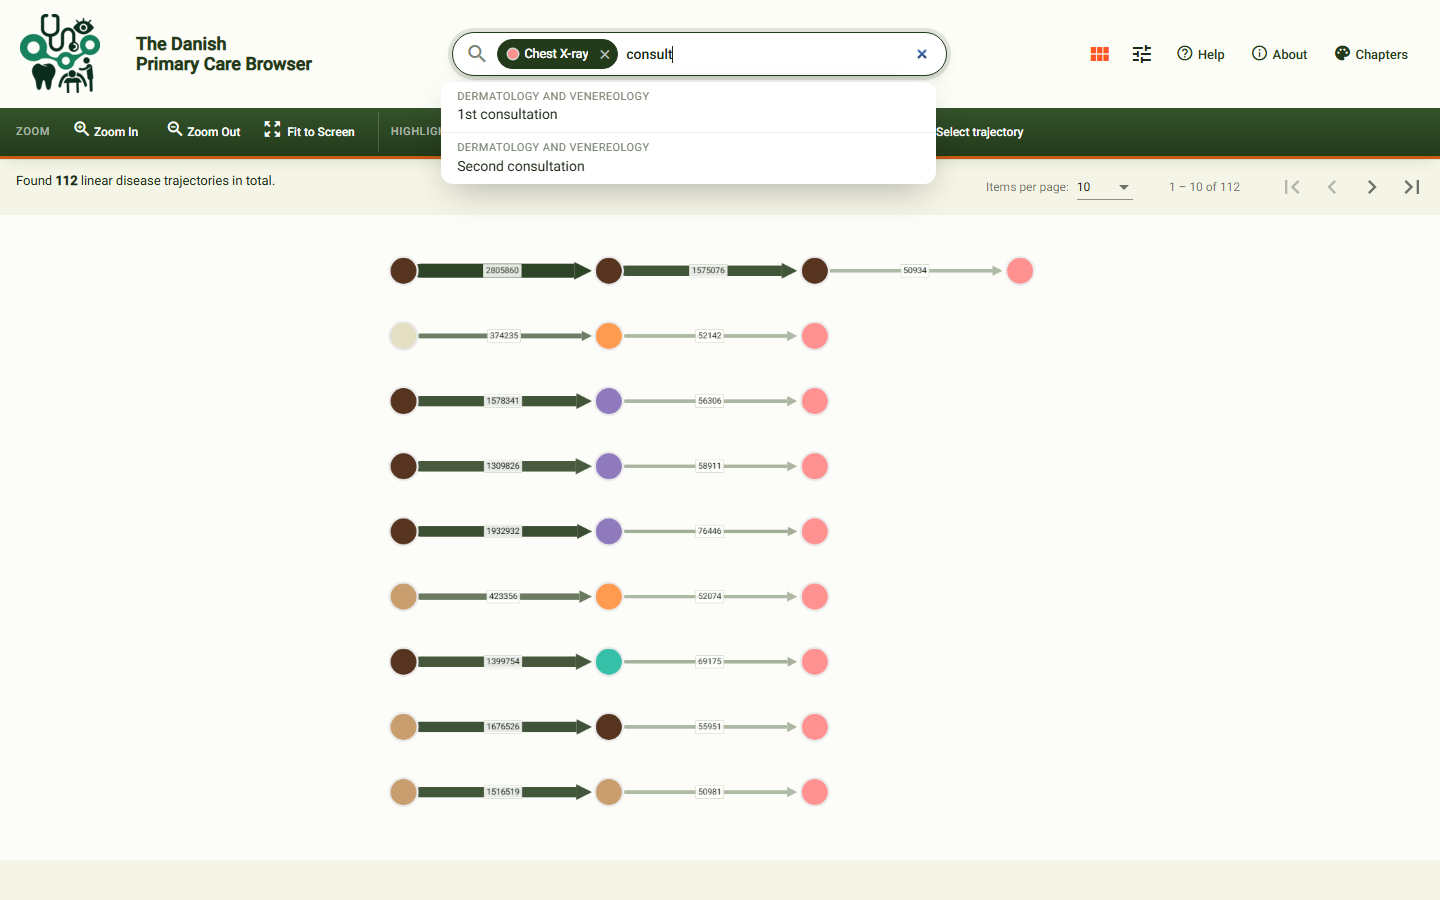 The Danish
Primary Care Browser
Chest X-ray
consult
Help
About
Chapters
DERMATOLOGY AND VENEREOLOGY
1st consultation
DERMATOLOGY AND VENEREOLOGY
Second consultation
ZOOM
Zoom In
Zoom Out
Fit to Screen
HIGHLIGH
Select trajectory
Found 112 linear disease trajectories in total.
Items per page:
10
1 – 10 of 112
2805860
1575076
50934
374235
52142
1578341
56306
1309826
58911
1932932
76446
423356
52074
1399754
69175
1676526
55951
1516519
50981